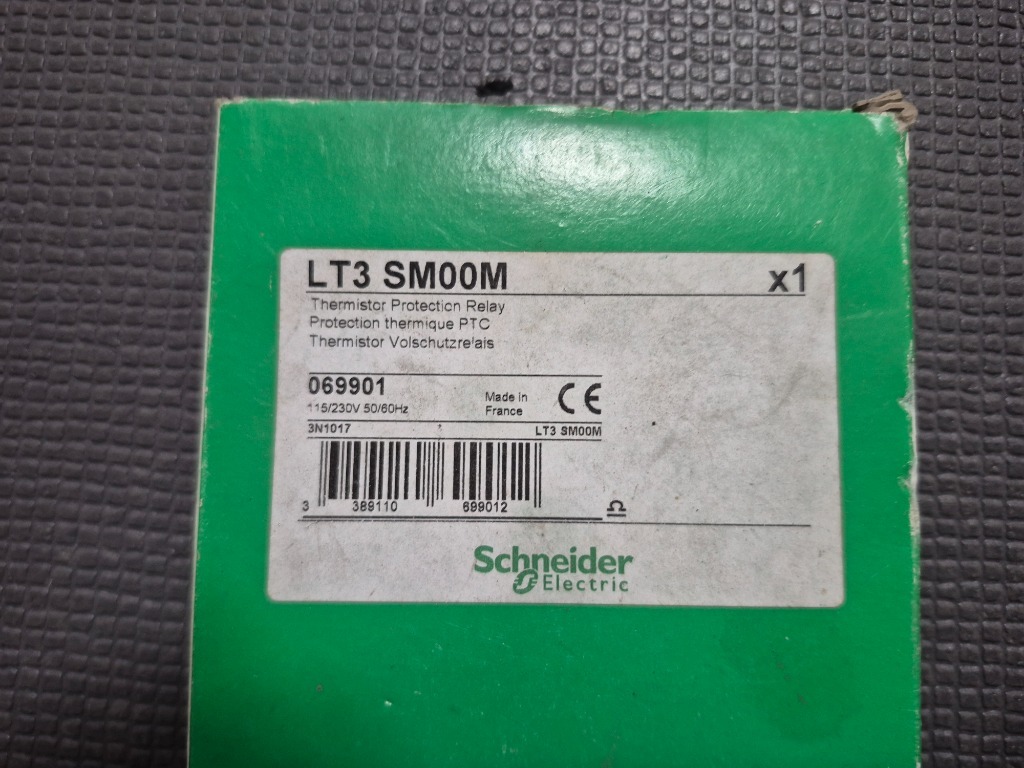 LT3 SM00M x1
Thermistor Protection Relay
Protection thermique PTC
Thermistor Volschutzrelais
069901
115/230V 50/60Hz
Made in
France
CE
3N1017 LT3 SM00M
3 389110 699012
Schneider
Electric